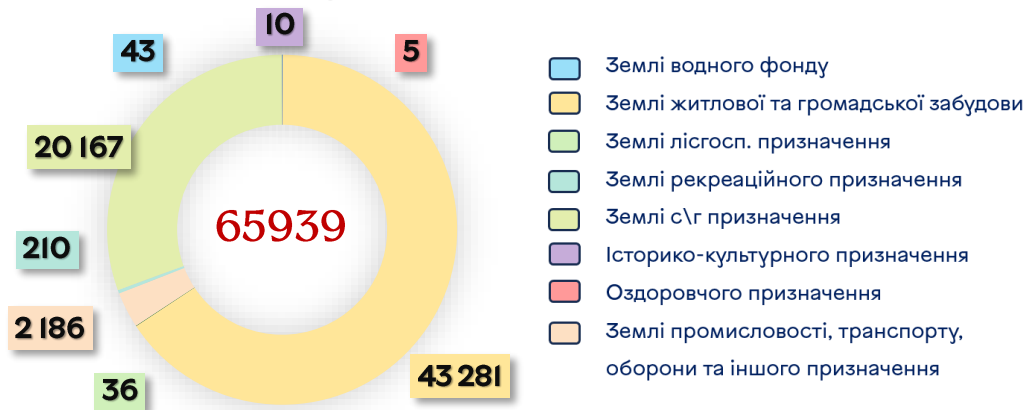 10
43
5
20 167
65939
210
2 186
36
43 281
Землі водного фонду
Землі житлової та громадської забудови
Землі лісгосп. призначення
Землі рекреаційного призначення
Землі с\г призначення
Історико-культурного призначення
Оздоровчого призначення
Землі промисловості, транспорту,
оборони та іншого призначення